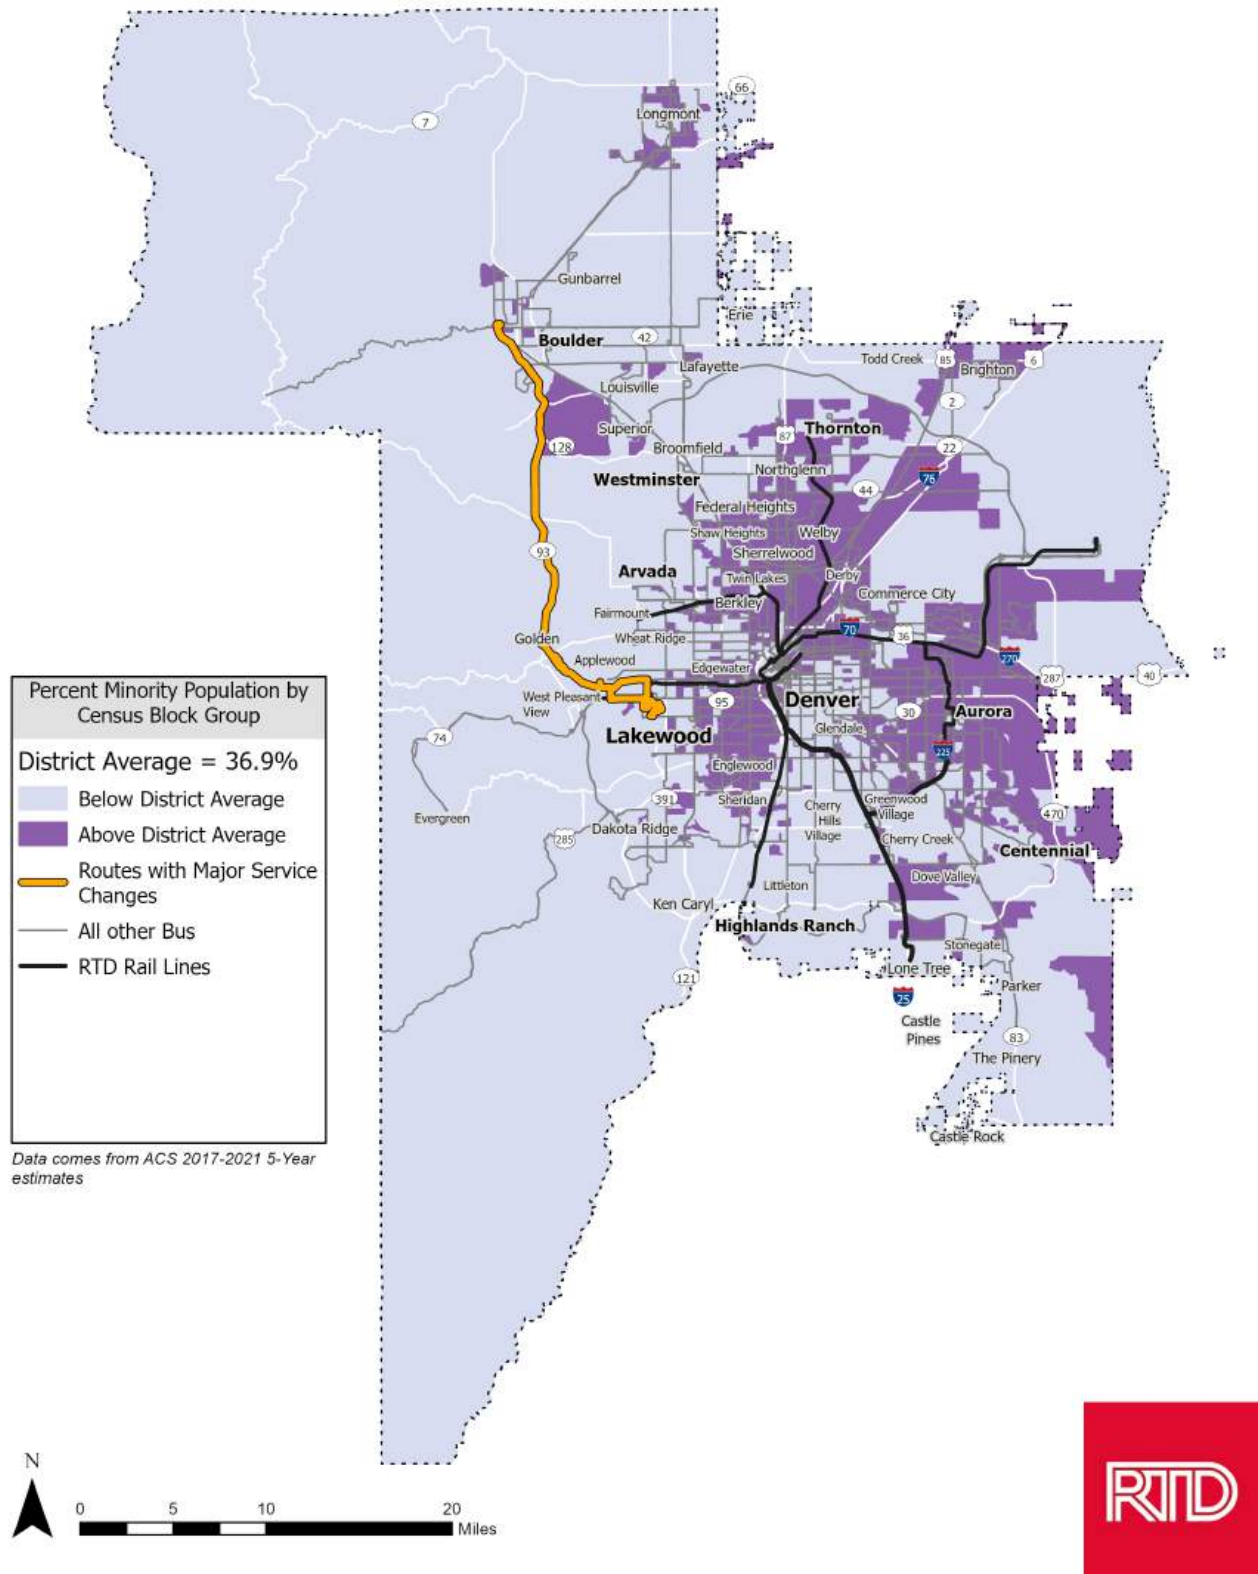 66
7
Longmont
Gunbarrel
Erie
Boulder
42
Todd Creek
85
6
Lafayette
Brighton
Louisville
2
Superior
87
Thornton
128
Broomfield
22
Westminster
Northglenn
76
44
Federal Heights
Shaw Heights
Welby
93
Sherrelwood
Arvada
Twin Lakes
Derby
Commerce City
Fairmount
Berkley
Golden
Wheat Ridge
70
36
Applewood
Edgewater
270
287
40
West Pleasant
View
95
Denver
30
Aurora
Lakewood
Glendale
74
225
Englewood
Evergreen
391
Sheridan
Cherry
Hills
Village
Greenwood
Village
470
285
Dakota Ridge
Cherry Creek
Centennial
Littleton
Dove Valley
Ken Caryl
Highlands Ranch
Stonegate
121
Lone Tree
Parker
25
Castle
Pines
83
The Pinery
Castle Rock
Percent Minority Population by
Census Block Group
District Average = 36.9%
Below District Average
Above District Average
Routes with Major Service
Changes
All other Bus
RTD Rail Lines
Data comes from ACS 2017-2021 5-Year
estimates
N
0 5 10 20
Miles
RTD